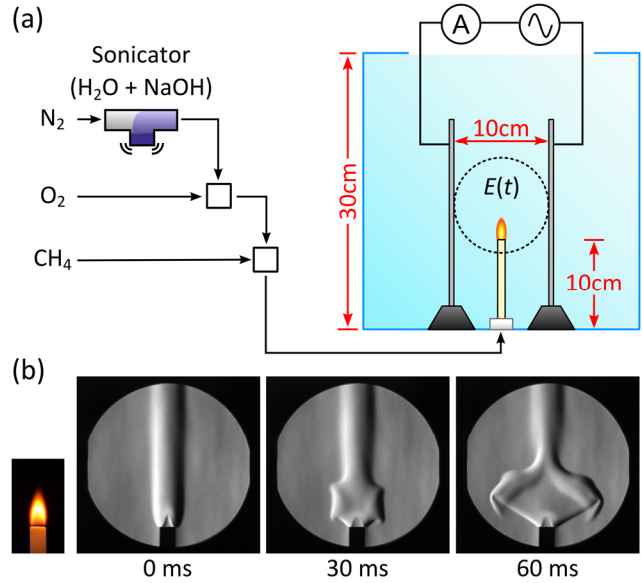 (a)
Sonicator
(H₂O + NaOH)
N₂
O₂
CH₄
A
10cm
E(t)
30cm
10cm
(b)
0 ms
30 ms
60 ms